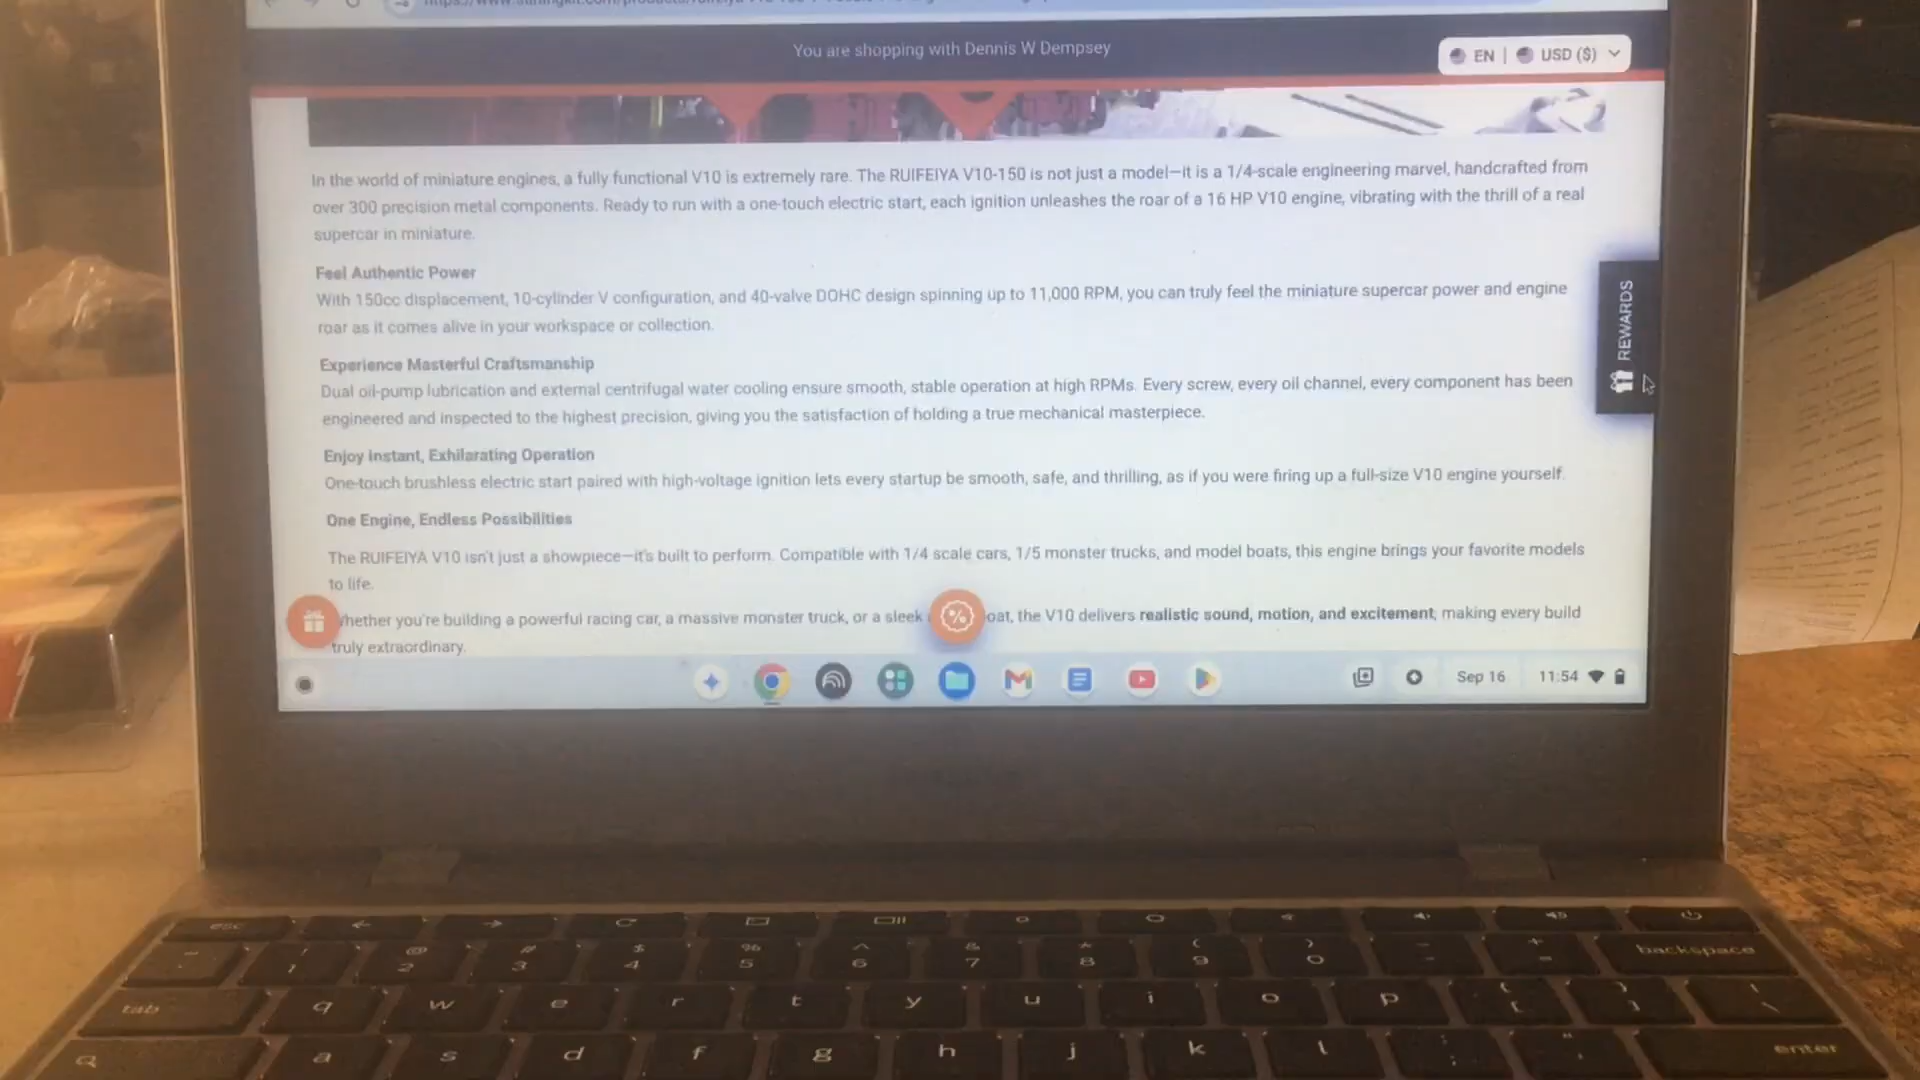 You are shopping with Dennis W Dempsey
EN | USD ($)
In the world of miniature engines, a fully functional V10 is extremely rare. The RUIFEIYA V10-150 is not just a model—it is a 1/4-scale engineering marvel, handcrafted from
over 300 precision metal components. Ready to run with a one-touch electric start, each ignition unleashes the roar of a 16 HP V10 engine, vibrating with the thrill of a real
supercar in miniature.
Feel Authentic Power
With 150cc displacement, 10-cylinder V configuration, and 40-valve DOHC design spinning up to 11,000 RPM, you can truly feel the miniature supercar power and engine
roar as it comes alive in your workspace or collection.
REWARDS
Experience Masterful Craftsmanship
Dual oil-pump lubrication and external centrifugal water cooling ensure smooth, stable operation at high RPMs. Every screw, every oil channel, every component has been
engineered and inspected to the highest precision, giving you the satisfaction of holding a true mechanical masterpiece.
Enjoy Instant, Exhilarating Operation
One-touch brushless electric start paired with high-voltage ignition lets every startup be smooth, safe, and thrilling, as if you were firing up a full-size V10 engine yourself.
One Engine, Endless Possibilities
The RUIFEIYA V10 isn't just a showpiece—it's built to perform. Compatible with 1/4 scale cars, 1/5 monster trucks, and model boats, this engine brings your favorite models
to life.
hether you're building a powerful racing car, a massive monster truck, or a sleek oat, the V10 delivers realistic sound, motion, and excitement, making every build
truly extraordinary.
Sep 16 11:54
esc
1 @ 2 # 3 $ 4 % 5 ^ 6 & 7 * 8 ( 9 ) 0 - + = backspace
tab q w e r t y u i o p { [ } ] \
a s d f g h j k l ; enter